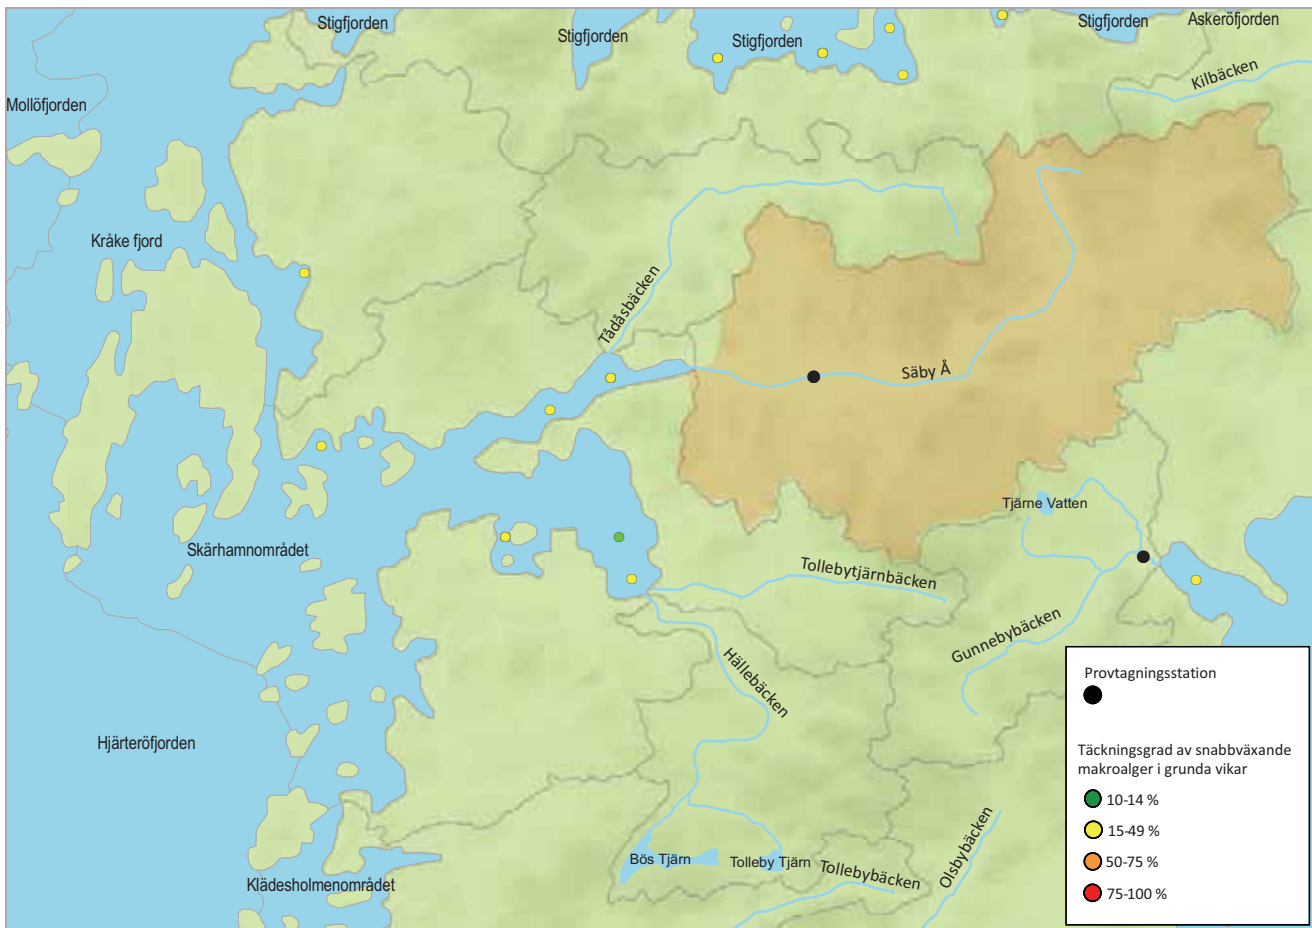 Stigfjorden
Stigfjorden
Stigfjorden
Stigfjorden
Askeröfjorden
Kilbäcken
Mollöfjorden
Kråke fjord
Tådåsbäcken
Säby Å
Tjärne Vatten
Skärhamnområdet
Tollebytjärnbäcken
Gunnebybäcken
Hällebäcken
Hjärteröfjorden
Bös Tjärn
Tolleby Tjärn
Tollebybäcken
Olsbybäcken
Klädesholmenområdet
Provtagningsstation
Täckningsgrad av snabbväxande
makroalger i grunda vikar
10-14 %
15-49 %
50-75 %
75-100 %